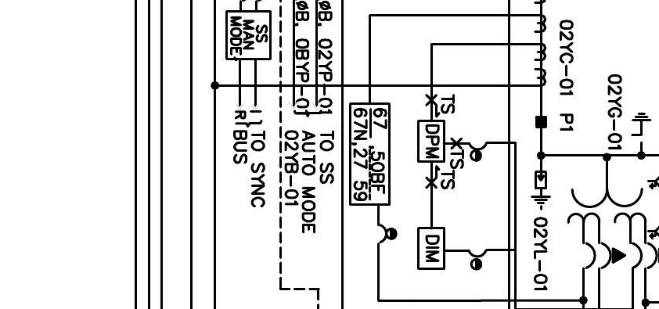 02YC-01 P1
02YG-01
02YL-01
TS
DPM
TS
TS
DIM
67 50BF
67N,27 59
ØB. 02YP-01
ØB. 0BYP-01
TO SS
AUTO MODE
02YB-01
SS
MAN
MODE
TO SYNC
BUS
R